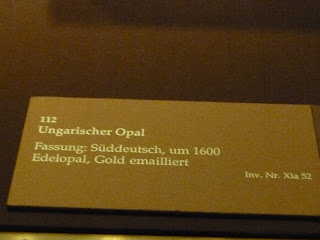 112
Ungarischer Opal
Fassung: Süddeutsch, um 1600
Edelopal, Gold emailliert
Inv. Nr. Xia 52